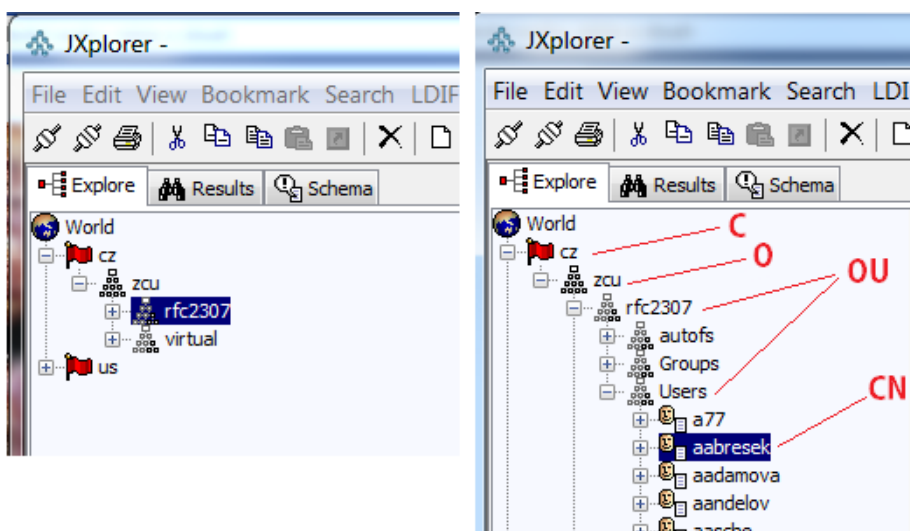 JXplorer -
File Edit View Bookmark Search LDIF
Explore Results Schema
World
cz
zcu
rfc2307
virtual
us
JXplorer -
File Edit View Bookmark Search LDI
Explore Results Schema
World
cz C
zcu O
rfc2307 OU
autofs
Groups
Users
a77 CN
aabresek
aadamova
aandelov